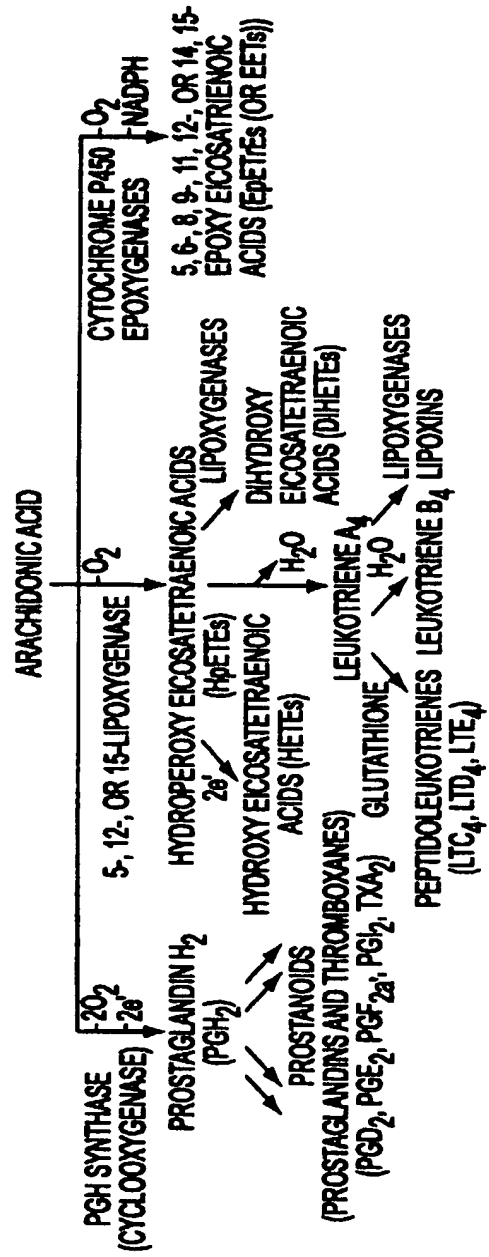 ARACHIDONIC ACID
PGH SYNTHASE
(CYCLOOXYGENASE)
-2O2
-2e'
PROSTAGLANDIN H2
(PGH2)
PROSTANOIDS
(PROSTAGLANDINS AND THROMBOXANES)
(PGD2, PGE2, PGF2a', PGI2, TXA2)
5-, 12-, OR 15-LIPOXYGENASE
-O2
HYDROPEROXY EICOSATETRAENOIC ACIDS
(HpETEs)
2e'
HYDROXY EICOSATETRAENOIC
ACIDS (HETEs)
LIPOXYGENASES
DIHYDROXY
EICOSATETRAENOIC
ACIDS (DIHETEs)
H2O
LEUKOTRIENE A4
GLUTATHIONE
H2O
LIPOXYGENASES
PEPTIDOLEUKOTRIENES
(LTC4, LTD4, LTE4)
LEUKOTRIENE B4
LIPOXINS
CYTOCHROME P450
EPOXYGENASES
-O2
-NADPH
5, 6-, 8, 9-, 11, 12-, OR 14, 15-
EPOXY EICOSATRIENOIC
ACIDS (EpETrEs (OR EETs))